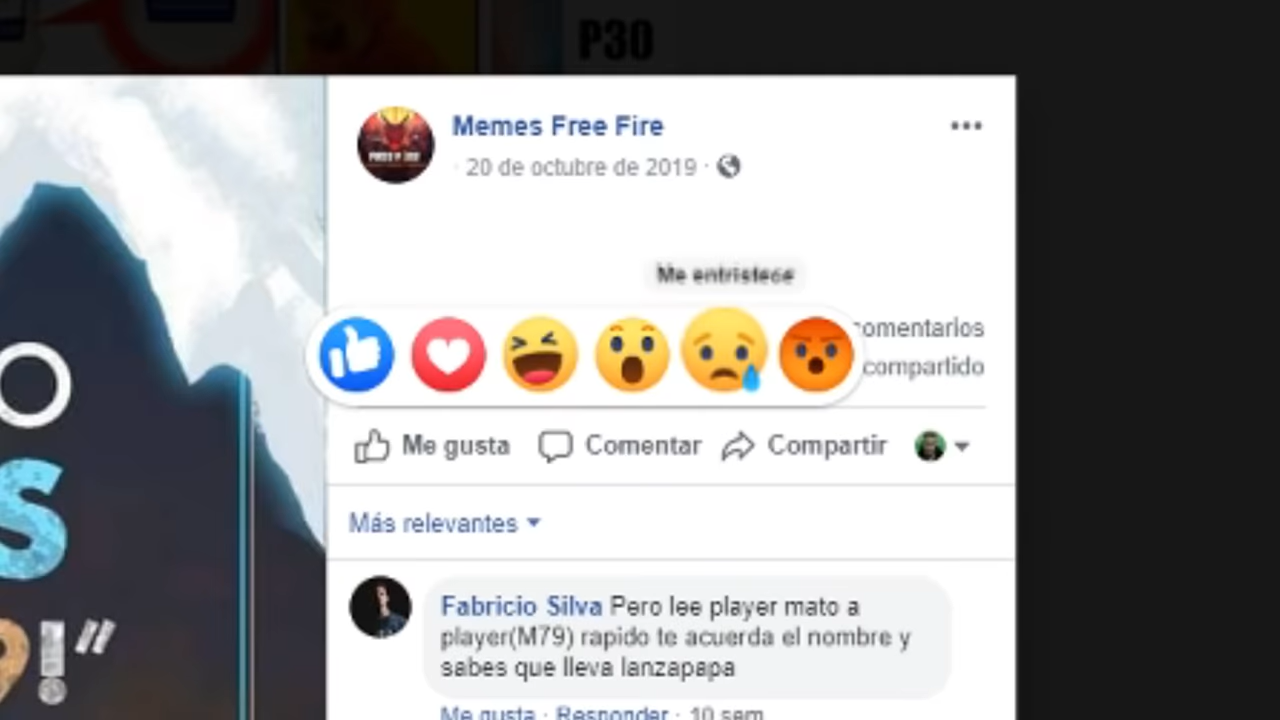 P30
Memes Free Fire
· 20 de octubre de 2019 ·
Me entristece
comentarios
compartido
Me gusta Comentar Compartir
Más relevantes
Fabricio Silva Pero lee player mato a
player(M79) rapido te acuerda el nombre y
sabes que lleva lanzapapa
Me gusta · Responder · 10 sem
O
S
9!"